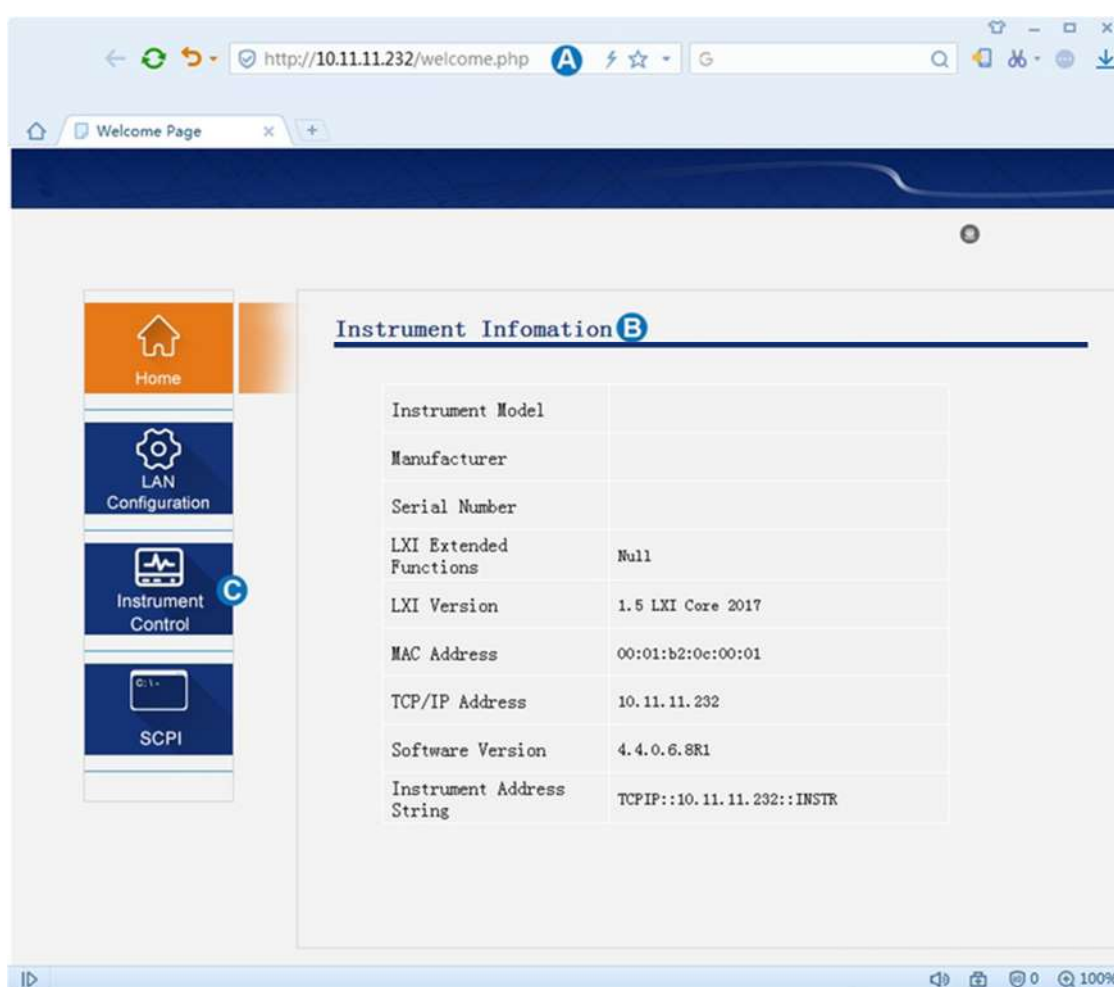 http://10.11.11.232/welcome.php A G
Welcome Page
Instrument Infomation B
Home
LAN
Configuration
Instrument
Control
C
C:\-
SCPI
Instrument Model
Manufacturer
Serial Number
LXI Extended
Functions
Null
LXI Version 1.5 LXI Core 2017
MAC Address 00:01:b2:0c:00:01
TCP/IP Address 10.11.11.232
Software Version 4.4.0.6.8R1
Instrument Address
String
TCPIP::10.11.11.232::INSTR
0 100%